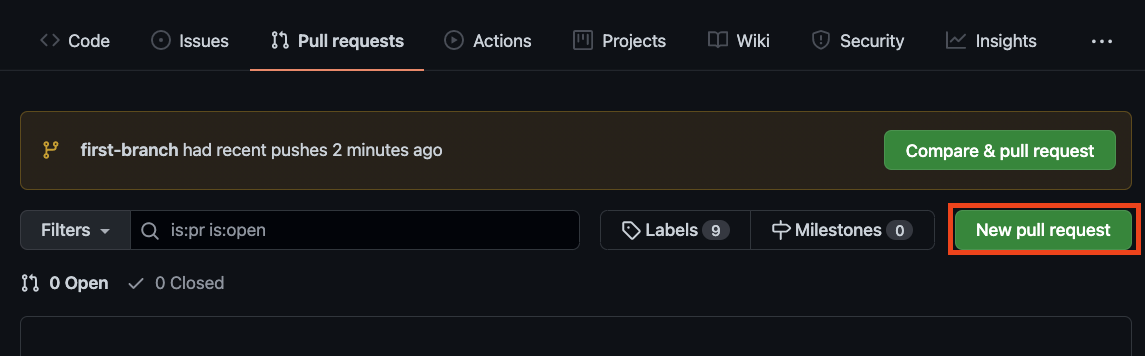 Code Issues Pull requests Actions Projects Wiki Security Insights ...
first-branch had recent pushes 2 minutes ago Compare & pull request
Filters is:pr is:open Labels 9 Milestones 0 New pull request
0 Open 0 Closed